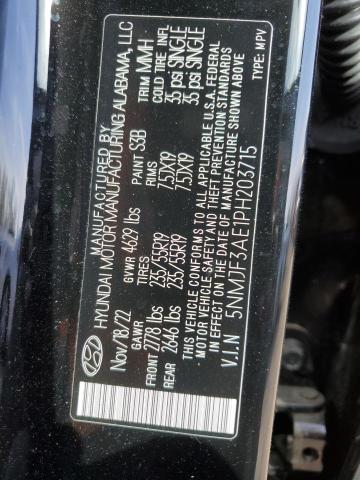 MANUFACTURED BY
HYUNDAI MOTOR MANUFACTURING ALABAMA, LLC
Nov/18/22 GVWR 4629 lbs PAINT S3B TRIM MMH
GAWR TIRES RIMS COLD TIRE INFL
FRONT 2778 lbs 235/55R19 7.5JX19 35 psi SINGLE
REAR 2646 lbs 235/55R19 7.5JX19 35 psi SINGLE
THIS VEHICLE CONFORMS TO ALL APPLICABLE U.S.A. FEDERAL
MOTOR VEHICLE SAFETY AND THEFT PREVENTION STANDARDS
IN EFFECT ON THE DATE OF MANUFACTURE SHOWN ABOVE.
V.I.N 5NMJF3AE1PH203715 TYPE: MPV